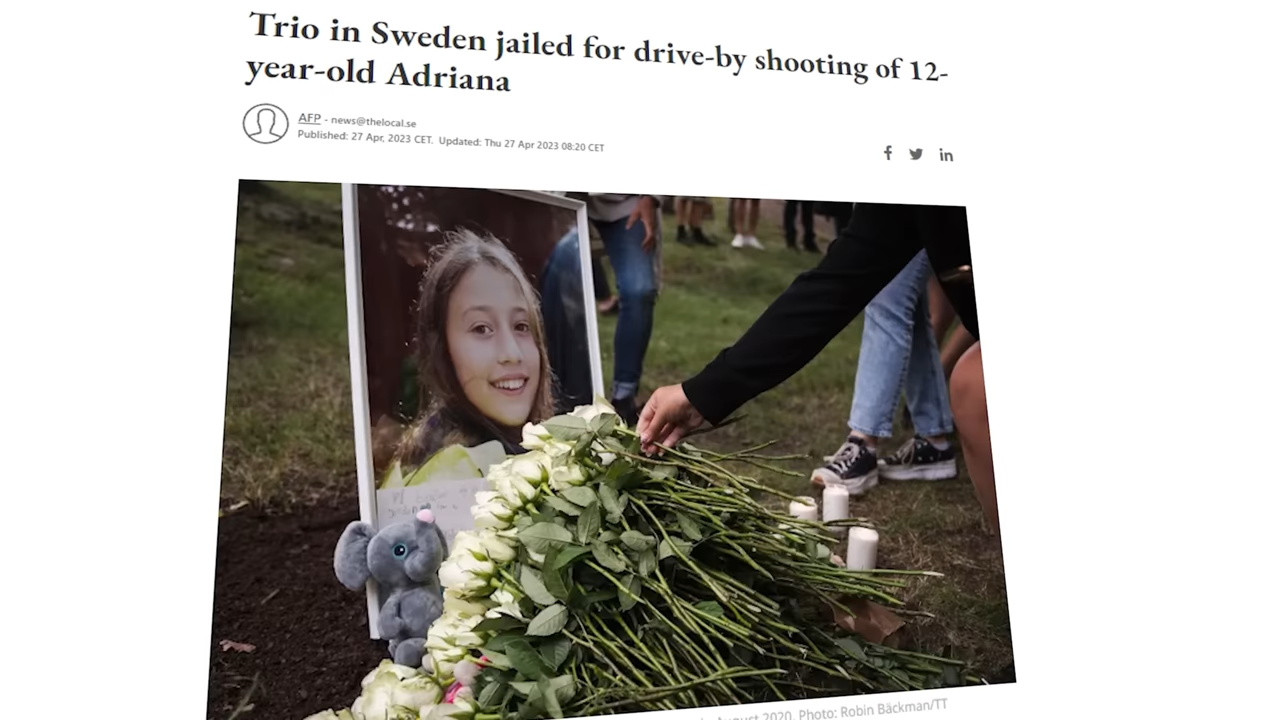 Trio in Sweden jailed for drive-by shooting of 12-
year-old Adriana
AFP - news@thelocal.se
Published: 27 Apr, 2023 CET. Updated: Thu 27 Apr 2023 08:20 CET
f in
August 2020. Photo: Robin Bäckman/TT